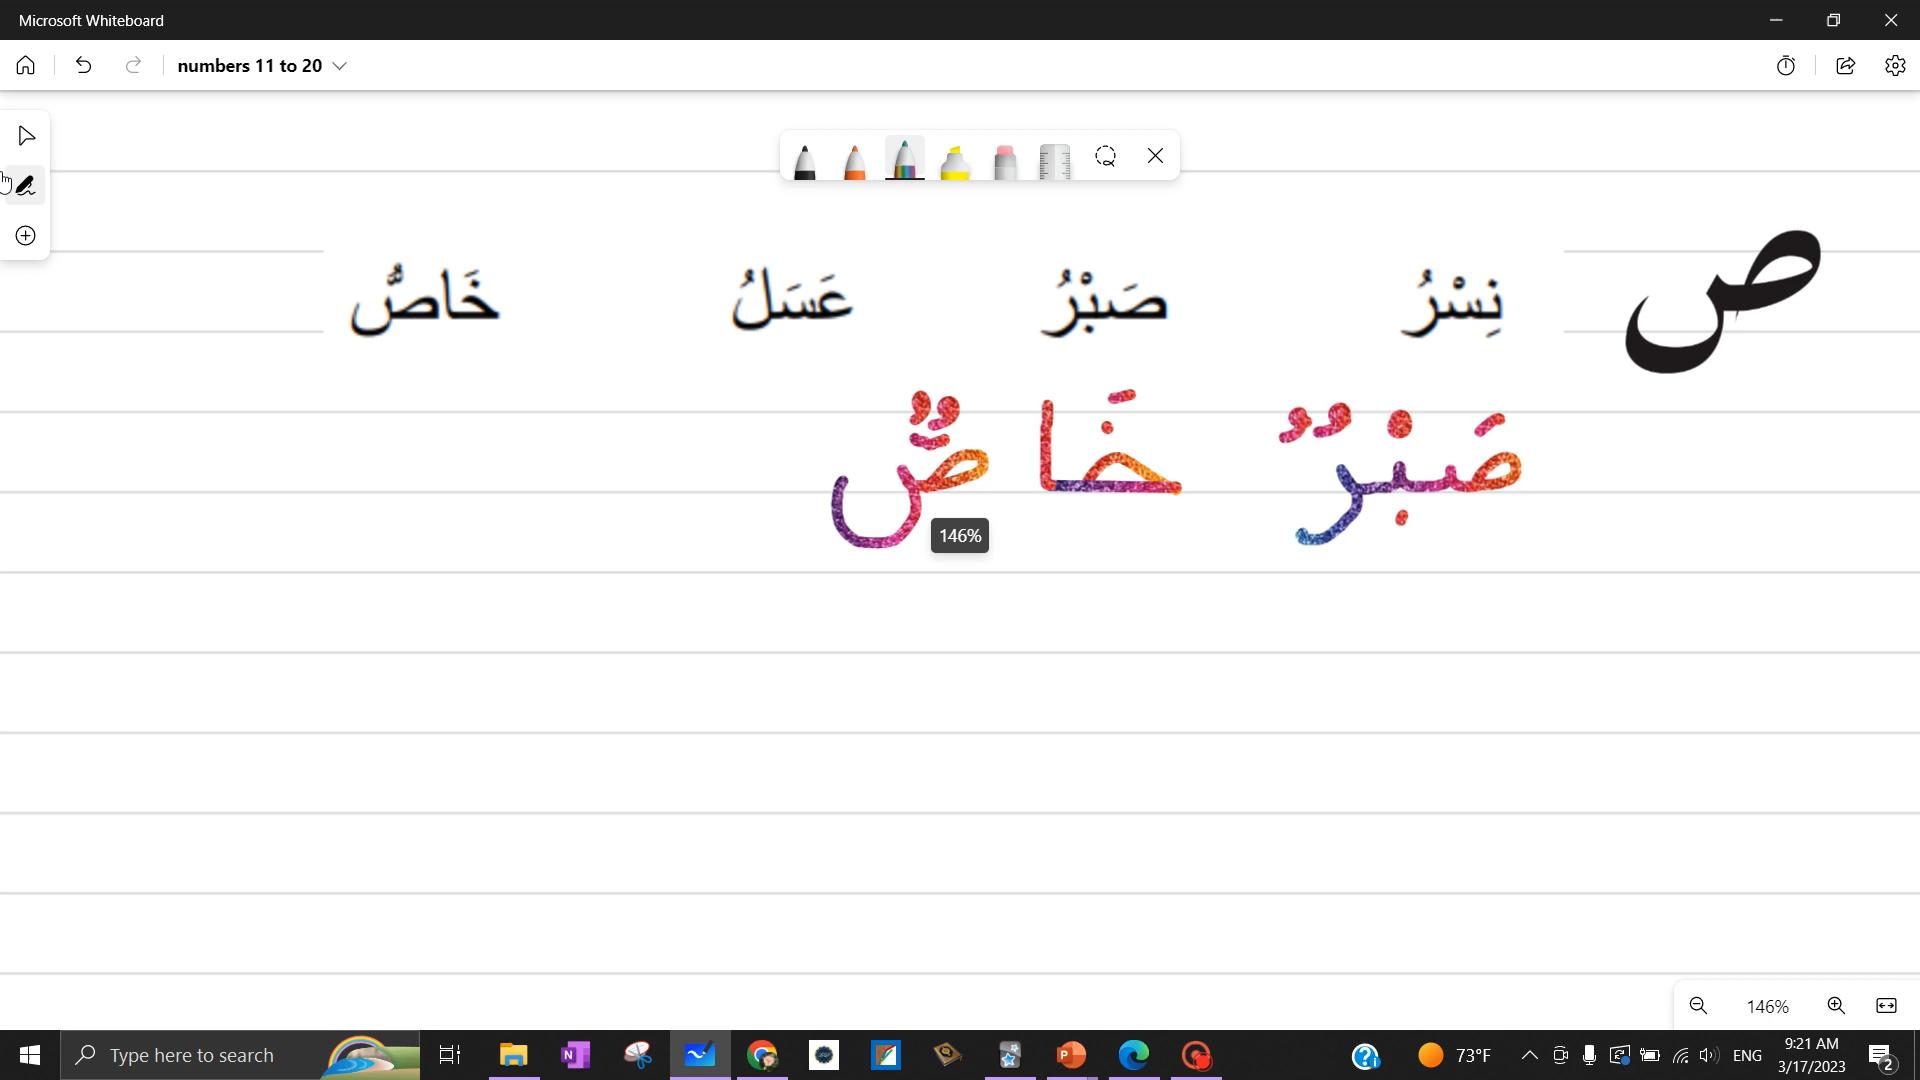 Microsoft Whiteboard
numbers 11 to 20
ص
نِسْرُ صَبْرُ عَسَلُ خَاصُّ
صَبْرٌ خَاصٌّ
146%
146%
Type here to search
73°F ENG 9:21 AM
3/17/2023 2